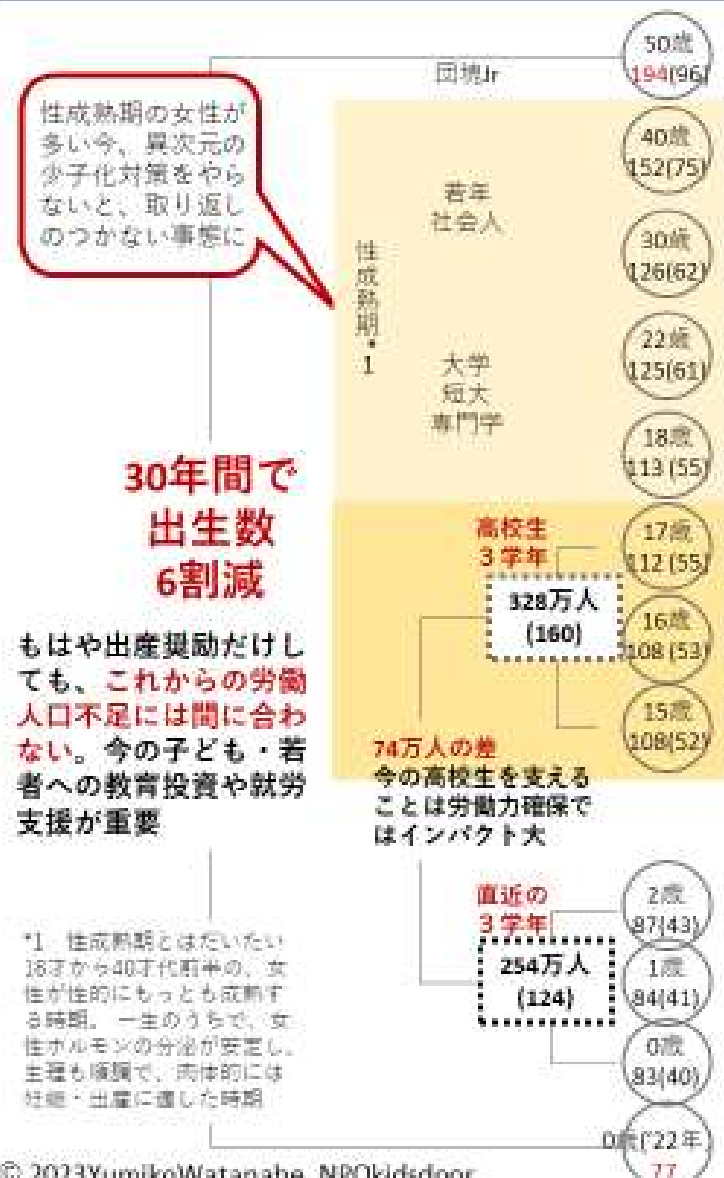 50歳
194(96)
団塊Jr
性成熟期の女性が
多い今、異次元の
少子化対策をやら
ないと、取り返し
のつかない事態に
40歳
152(75)
若年
社会人
30歳
126(62)
性成熟期*1
22歳
125(61)
大学
短大
専門学
18歳
113 (55)
30年間で
出生数
6割減
高校生
3学年
17歳
112 (55)
328万人
(160)
16歳
108 (53)
15歳
108(52)
もはや出産奨励だけし
ても、これからの労働
人口不足には間に合わ
ない。今の子ども・若
者への教育投資や就労
支援が重要
74万人の差
今の高校生を支える
ことは労働力確保で
はインパクト大
直近の
3学年
2歳
87(43)
254万人
(124)
1歳
84(41)
0歳
83(40)
*1 性成熟期とはだいたい
18才から40才代前半の、女
性が性的にもっとも成熟す
る時期。一生のうちで、女
性ホルモンの分泌が安定し、
生理も順調で、肉体的には
妊娠・出産に適した時期
0歳('22年)
77
© 2023YumikoWatanabe NPOkidsdoor